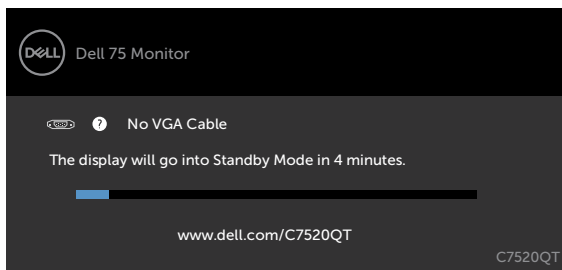 DELL
Dell 75 Monitor
? No VGA Cable
The display will go into Standby Mode in 4 minutes.
www.dell.com/C7520QT
C7520QT